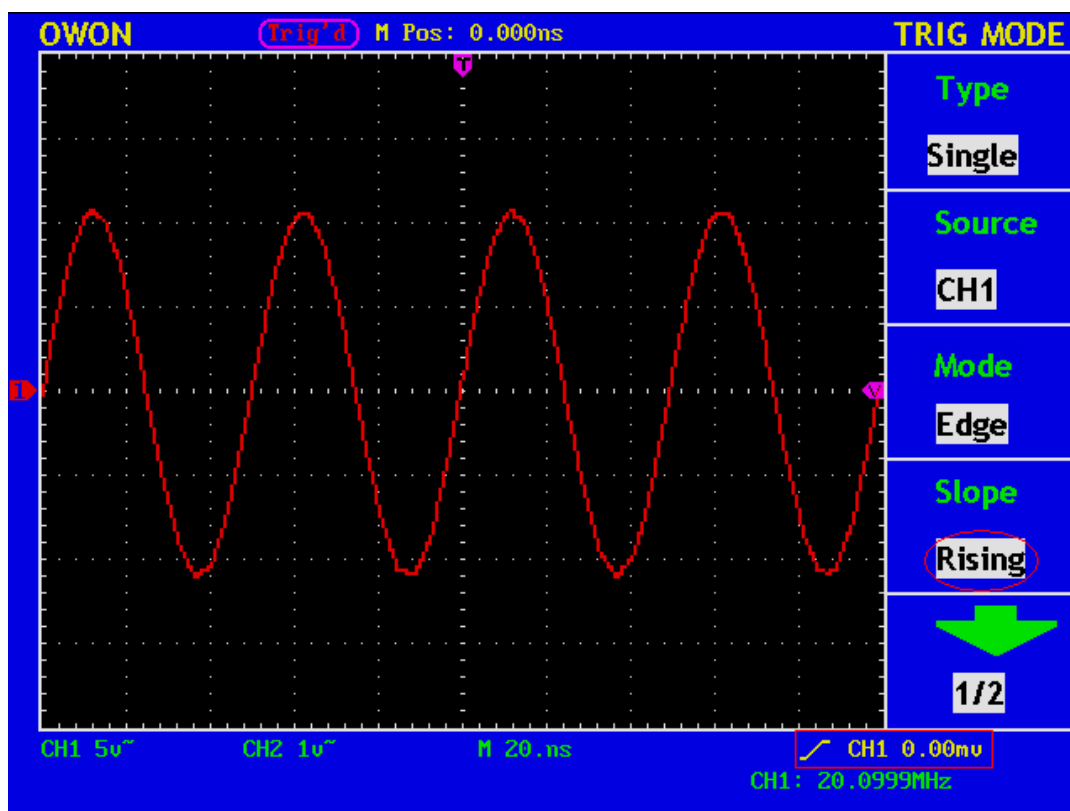 OWON Trig'd M Pos: 0.000ns TRIG MODE
T
Type
Single
Source
CH1
1
V
Mode
Edge
Slope
Rising
1/2
CH1 5v~ CH2 1v~ M 20.ns CH1 0.00mv
CH1: 20.0999MHz